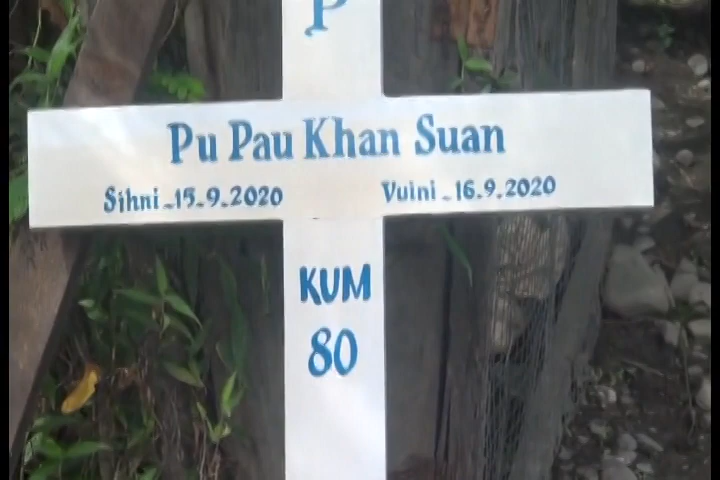 P
Pu Pau Khan Suan
Sihni - 15.9.2020
Vuini - 16.9.2020
KUM
80